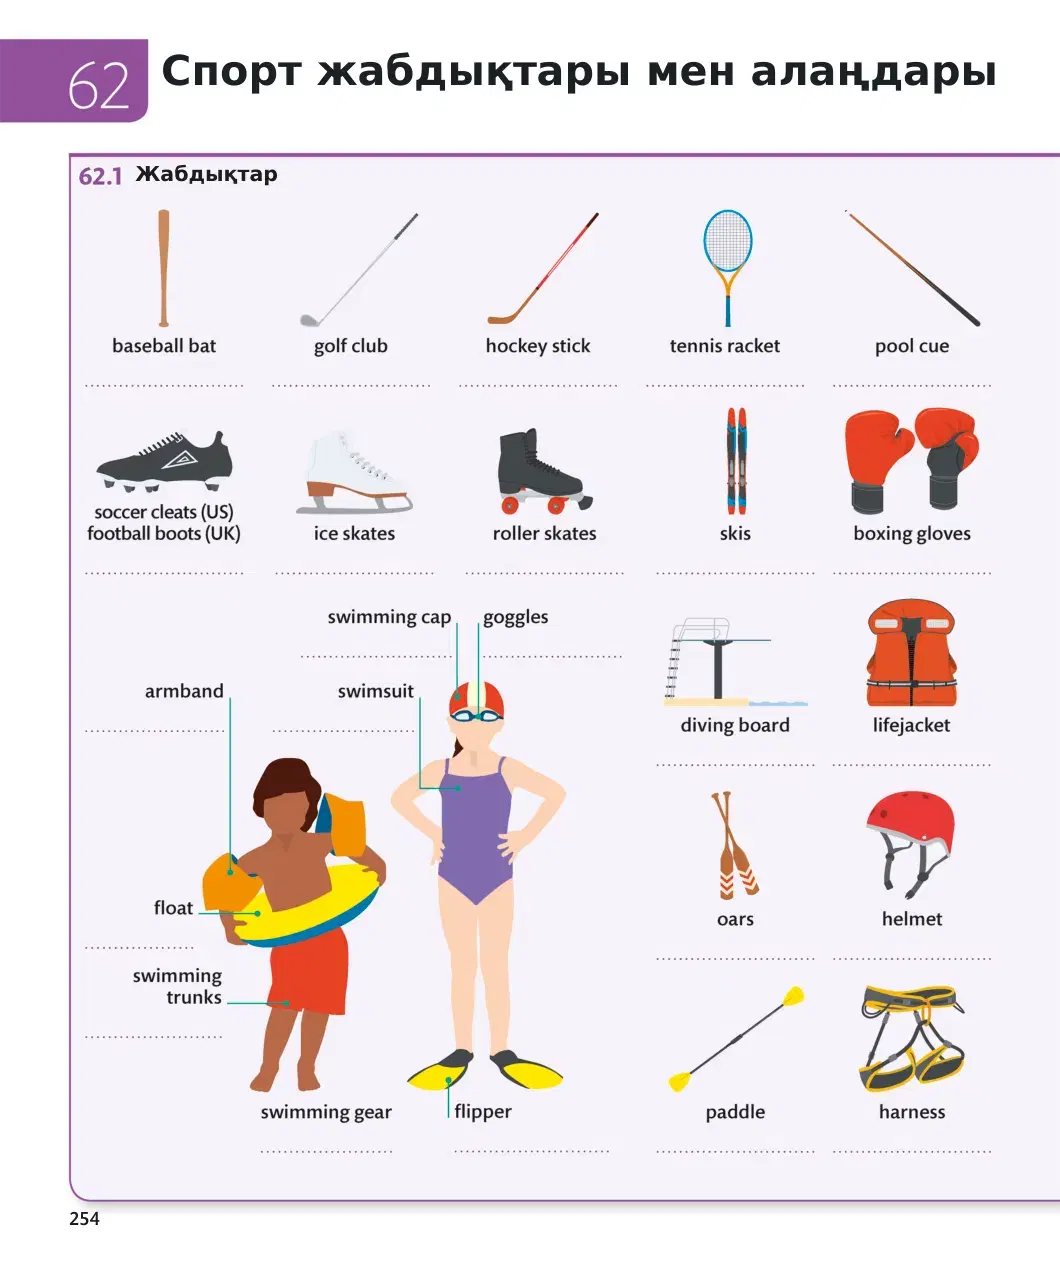 62 Спорт жабдықтары мен алаңдары
62.1 Жабдықтар
baseball bat
golf club
hockey stick
tennis racket
pool cue
soccer cleats (US)
football boots (UK)
ice skates
roller skates
skis
boxing gloves
swimming cap
goggles
armband
swimsuit
diving board
lifejacket
float
oars
helmet
swimming
trunks
swimming gear
flipper
paddle
harness
254